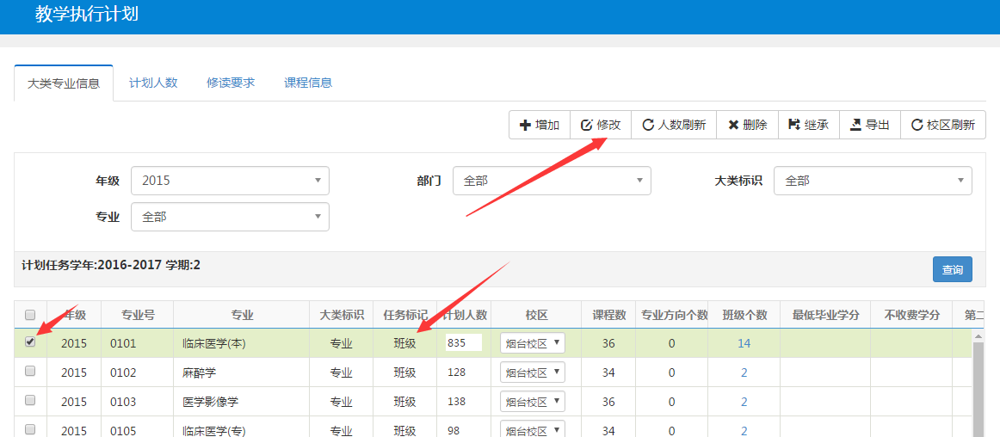 教学执行计划
大类专业信息 计划人数 修读要求 课程信息
增加 修改 人数刷新 删除 继承 导出 校区刷新
年级 2015 部门 全部 大类标识 全部
专业 全部
计划任务学年:2016-2017 学期:2 查询
年级 专业号 专业 大类标识 任务标记 计划人数 校区 课程数 专业方向个数 班级个数 最低毕业学分 不收费学分 第二
2015 0101 临床医学(本) 专业 班级 835 烟台校区 36 0 14
2015 0102 麻醉学 专业 班级 128 烟台校区 34 0 2
2015 0103 医学影像学 专业 班级 138 烟台校区 36 0 2
2015 0105 临床医学(专) 专业 班级 98 烟台校区 34 0 2